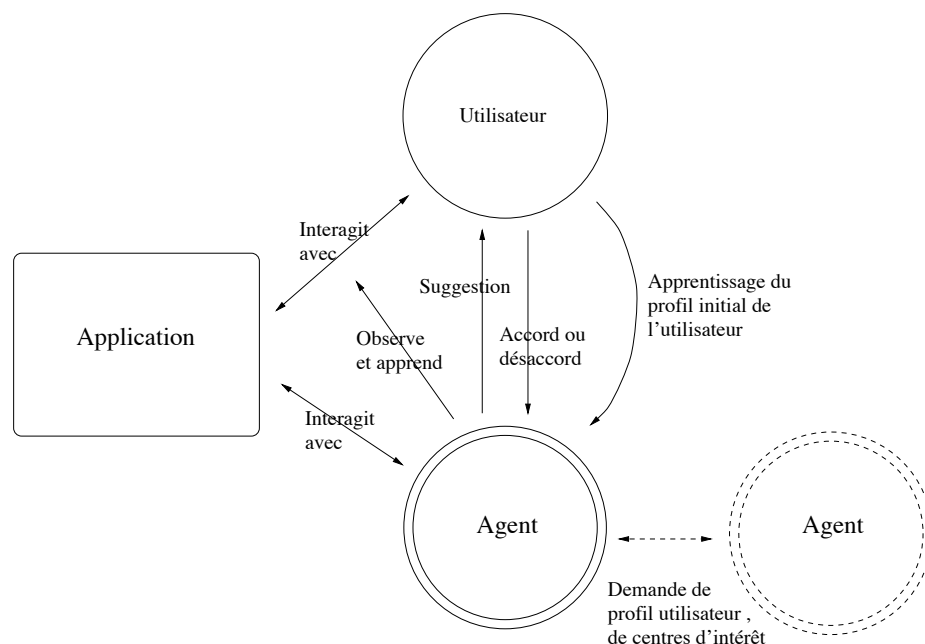 Utilisateur
Interagit
avec
Suggestion
Apprentissage du
profil initial de
l'utilisateur
Application
Observe
et apprend
Accord ou
désaccord
Interagit
avec
Agent
Agent
Demande de
profil utilisateur ,
de centres d'intérêt